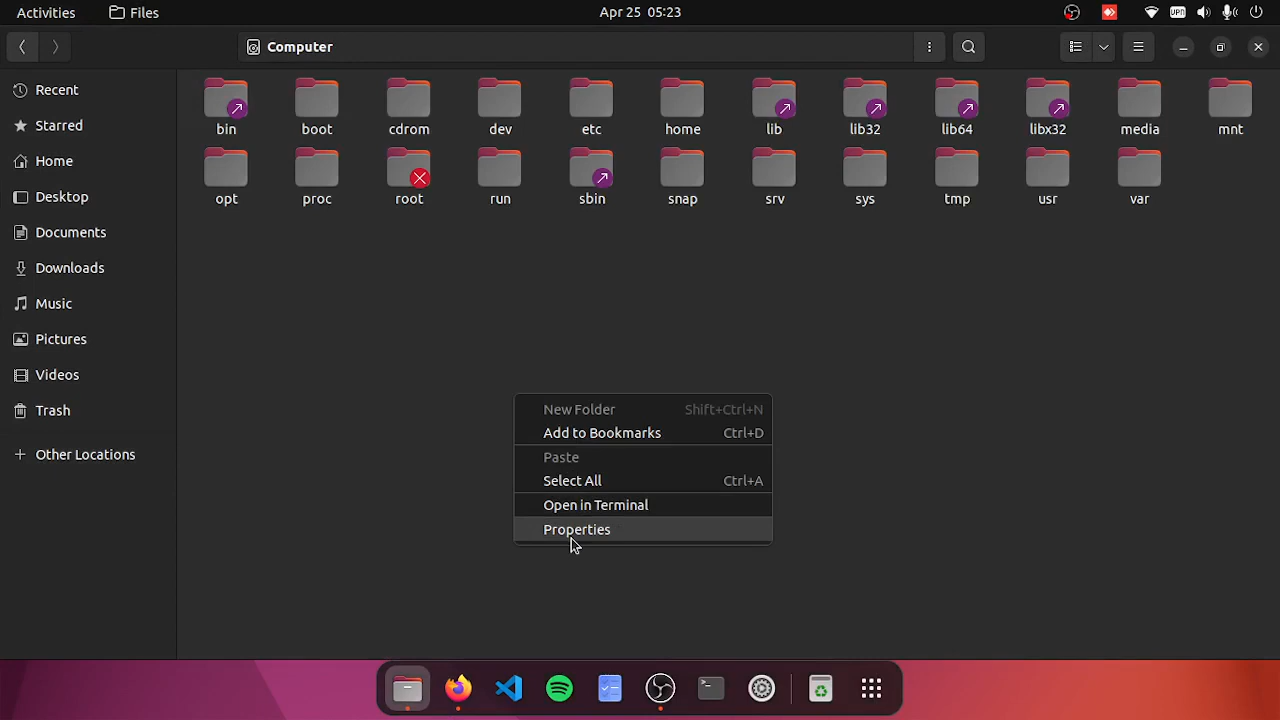 Activities Files Apr 25 05:23 VPN
Computer
Recent
Starred
Home
Desktop
Documents
Downloads
Music
Pictures
Videos
Trash
Other Locations
bin boot cdrom dev etc home lib lib32 lib64 libx32 media mnt
opt proc root run sbin snap srv sys tmp usr var
New Folder Shift+Ctrl+N
Add to Bookmarks Ctrl+D
Paste
Select All Ctrl+A
Open in Terminal
Properties